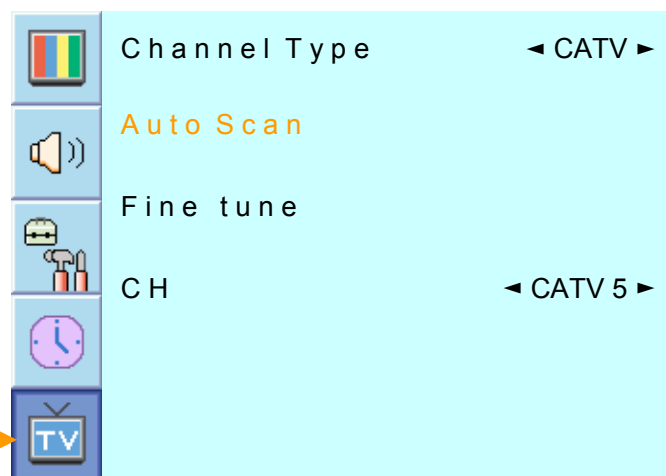 Channel Type ◄ CATV ►
Auto Scan
Fine tune
CH ◄ CATV 5 ►
TV